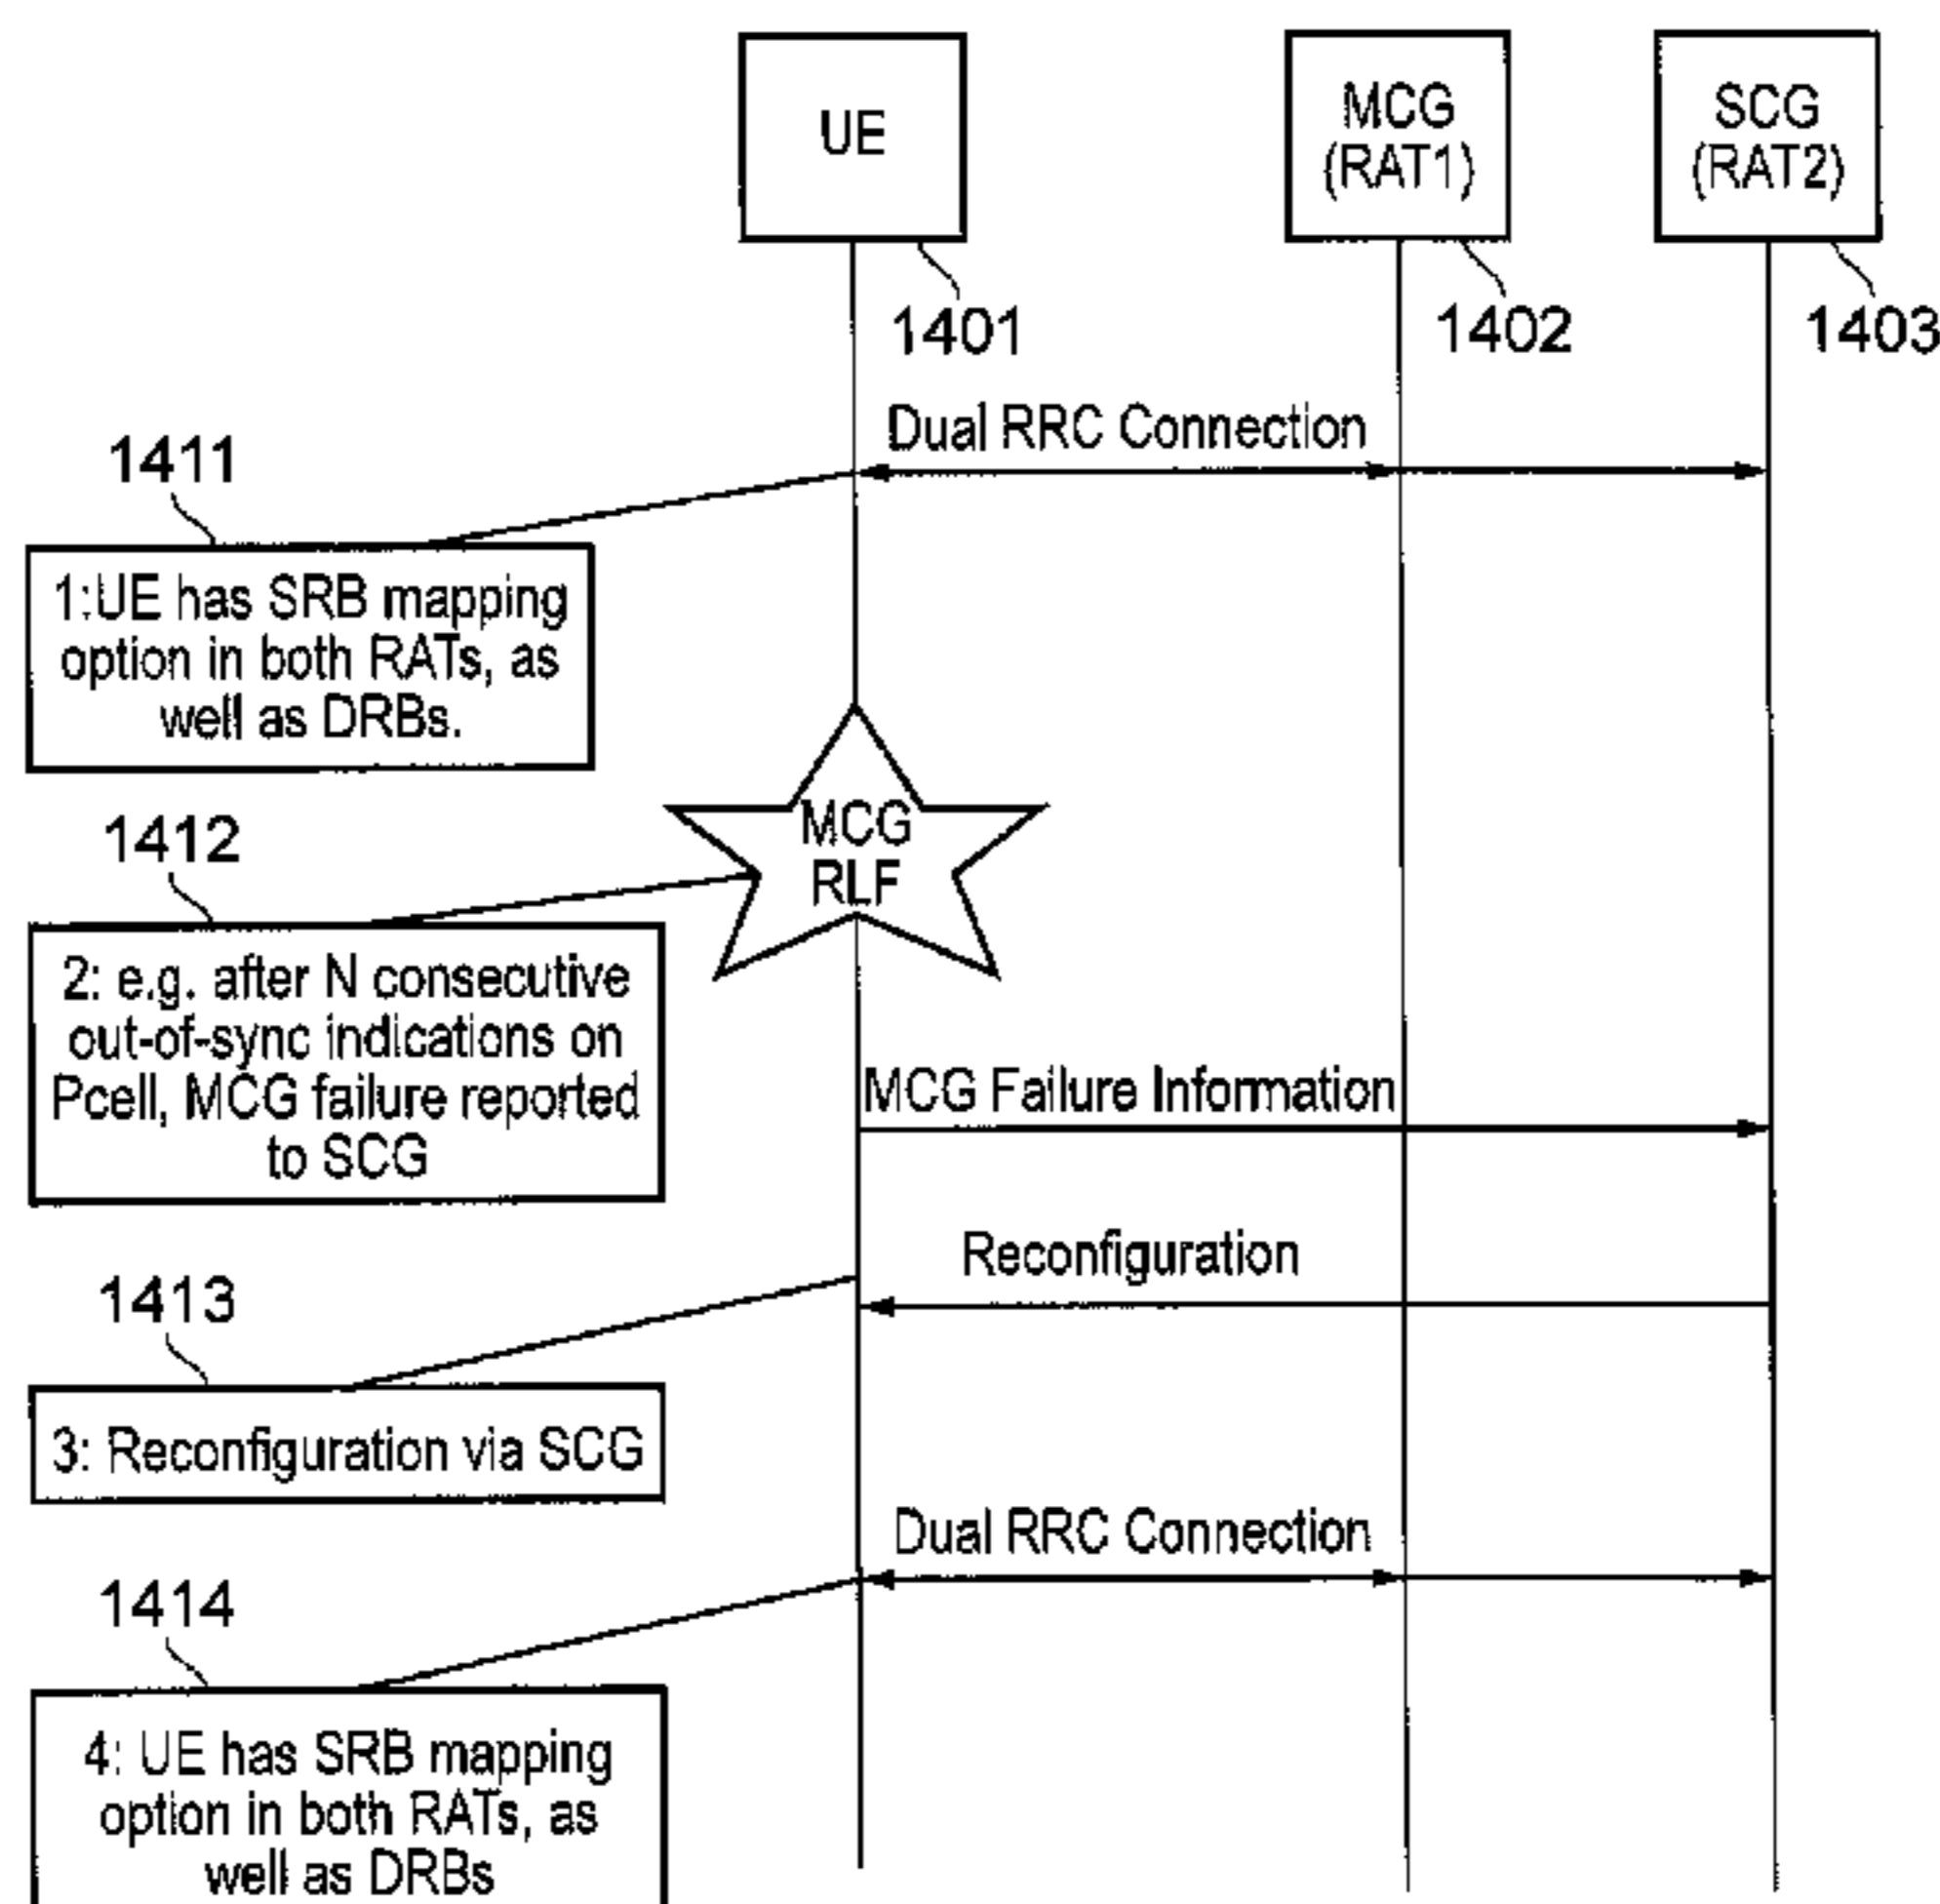 UE
MCG
(RAT1)
SCG
(RAT2)
1401
1402
1403
Dual RRC Connection
1411
1:UE has SRB mapping
option in both RATs, as
well as DRBs.
MCG
RLF
1412
2: e.g. after N consecutive
out-of-sync indications on
Pcell, MCG failure reported
to SCG
MCG Failure Information
Reconfiguration
1413
3: Reconfiguration via SCG
Dual RRC Connection
1414
4: UE has SRB mapping
option in both RATs, as
well as DRBs